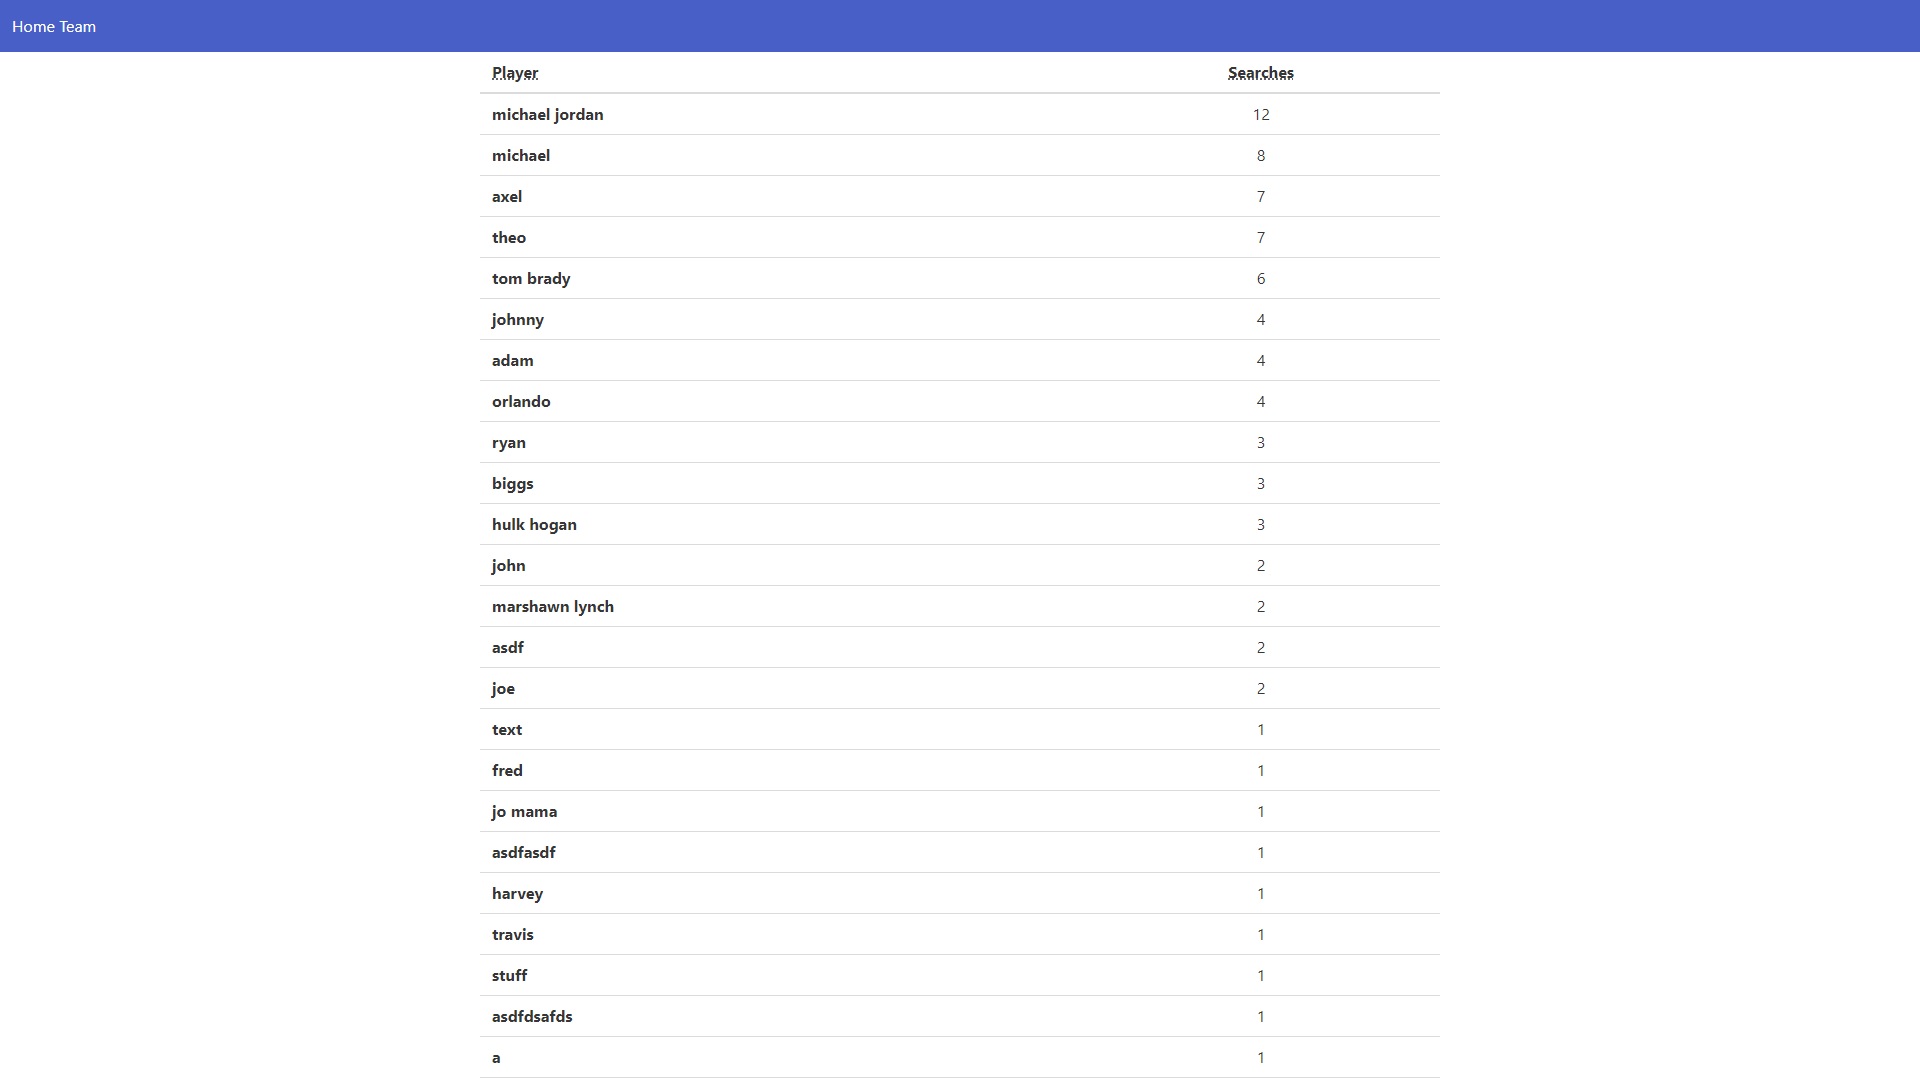 Home Team
Player Searches
michael jordan 12
michael 8
axel 7
theo 7
tom brady 6
johnny 4
adam 4
orlando 4
ryan 3
biggs 3
hulk hogan 3
john 2
marshawn lynch 2
asdf 2
joe 2
text 1
fred 1
jo mama 1
asdfasdf 1
harvey 1
travis 1
stuff 1
asdfdsafds 1
a 1